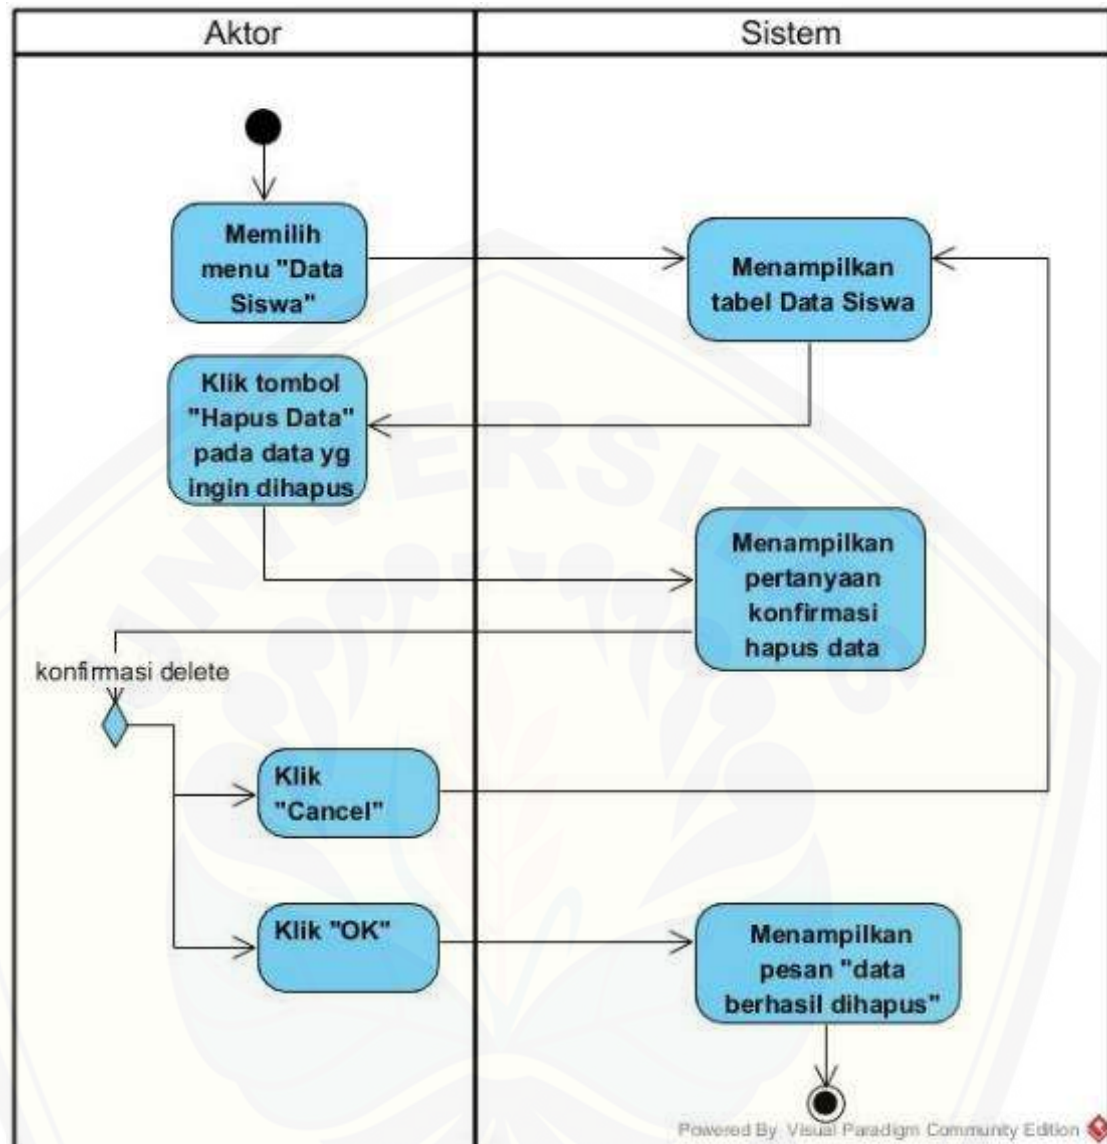 Aktor
Sistem
Memilih
menu "Data
Siswa"
Menampilkan
tabel Data Siswa
Klik tombol
"Hapus Data"
pada data yg
ingin dihapus
Menampilkan
pertanyaan
konfirmasi
hapus data
konfirmasi delete
Klik
"Cancel"
Klik "OK"
Menampilkan
pesan "data
berhasil dihapus"
Powered By Visual Paradigm Community Edition
UNIVERSITAS